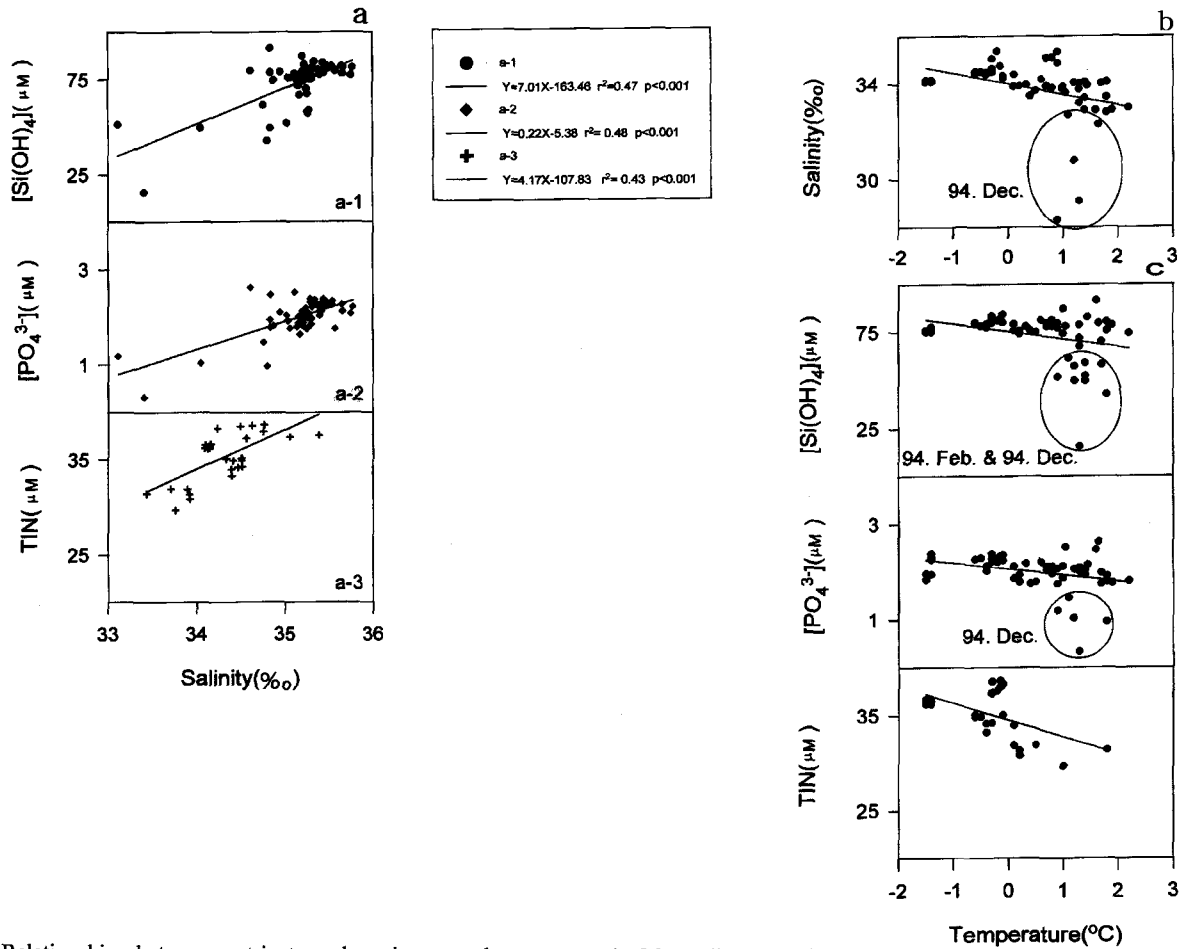 a
[Si(OH)4](μM)
75
25
a-1
[PO4 3-](μM)
3
1
a-2
TIN(μM)
35
25
a-3
33 34 35 36
Salinity(‰)
a-1
Y=7.01X-163.46 r²=0.47 p<0.001
a-2
Y=0.22X-5.38 r²= 0.48 p<0.001
a-3
Y=4.17X-107.83 r²= 0.43 p<0.001
b
Salinity(‰)
34
30
94. Dec.
-2 -1 0 1 2 3
c
[Si(OH)4](μM)
75
25
94. Feb. & 94. Dec.
[PO4 3-](μM)
3
1
94. Dec.
TIN(μM)
35
25
-2 -1 0 1 2 3
Temperature(°C)